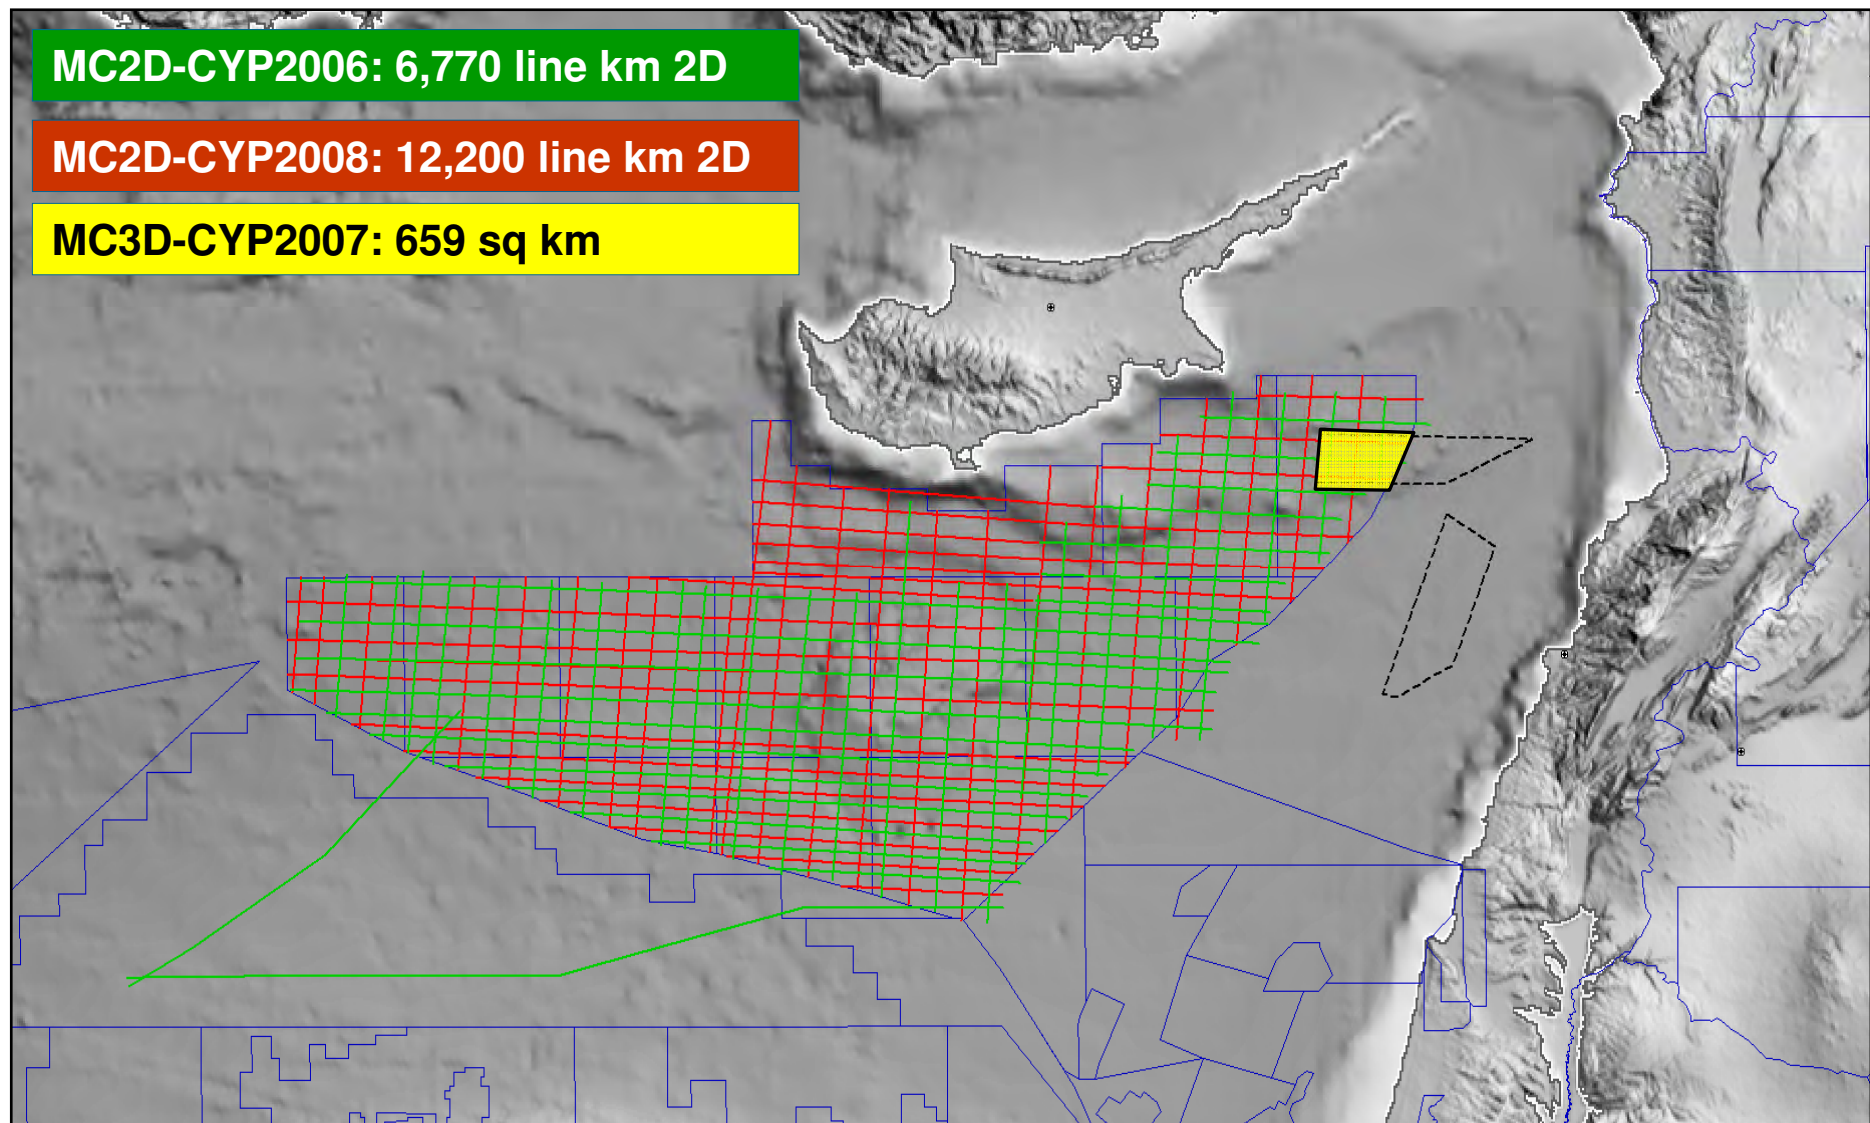 MC2D-CYP2006: 6,770 line km 2D
MC2D-CYP2008: 12,200 line km 2D
MC3D-CYP2007: 659 sq km